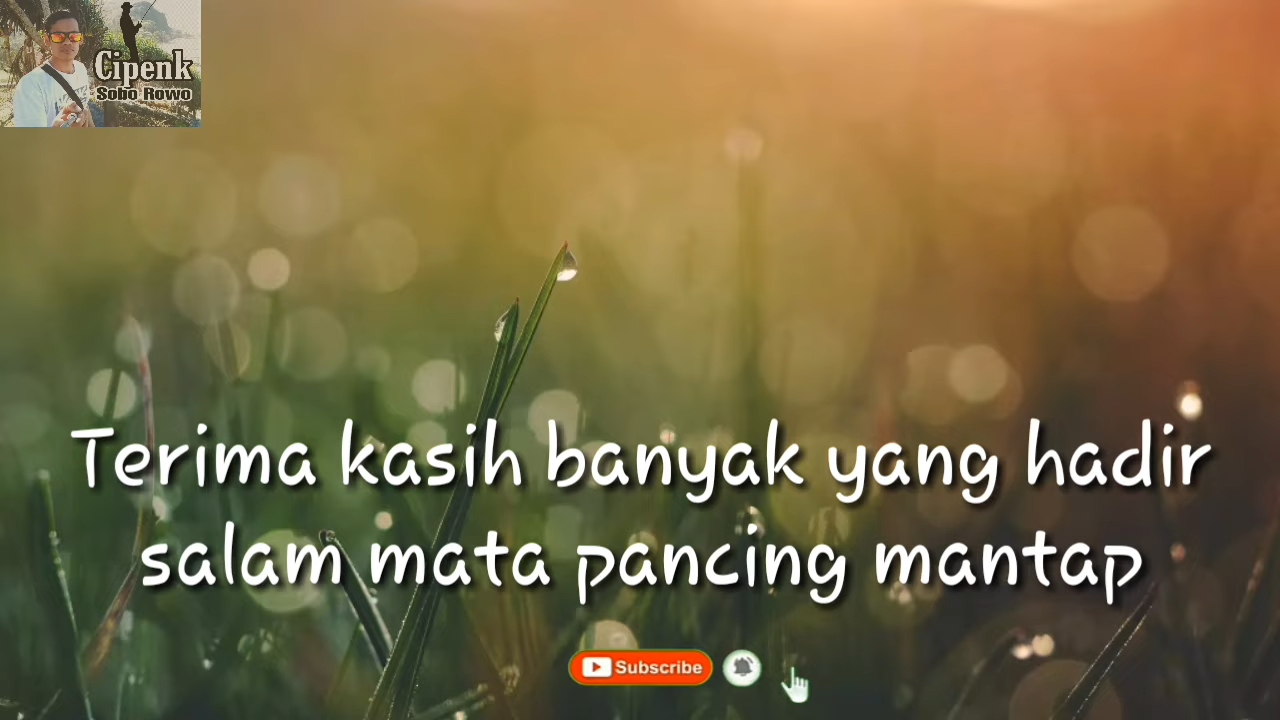 Cipenk
Sobo Rowo
Terima kasih banyak yang hadir
salam mata pancing mantap
Subscribe